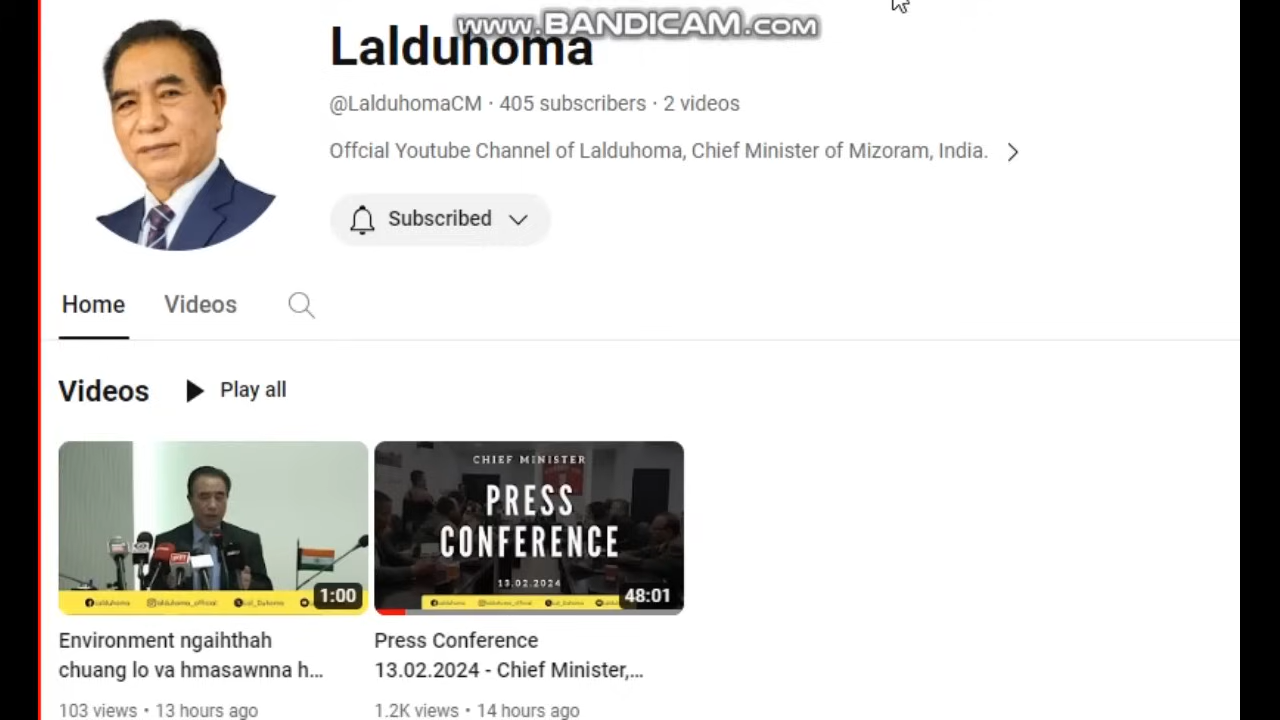 www.BANDICAM.com
Lalduhoma
@LalduhomaCM · 405 subscribers · 2 videos
Offcial Youtube Channel of Lalduhoma, Chief Minister of Mizoram, India.
Subscribed
Home Videos
Videos Play all
CHIEF MINISTER
PRESS
CONFERENCE
13.02.2024
1:00
48:01
Environment ngaihthah
chuang lo va hmasawnna h...
Press Conference
13.02.2024 - Chief Minister,...
103 views · 13 hours ago
1.2K views · 14 hours ago